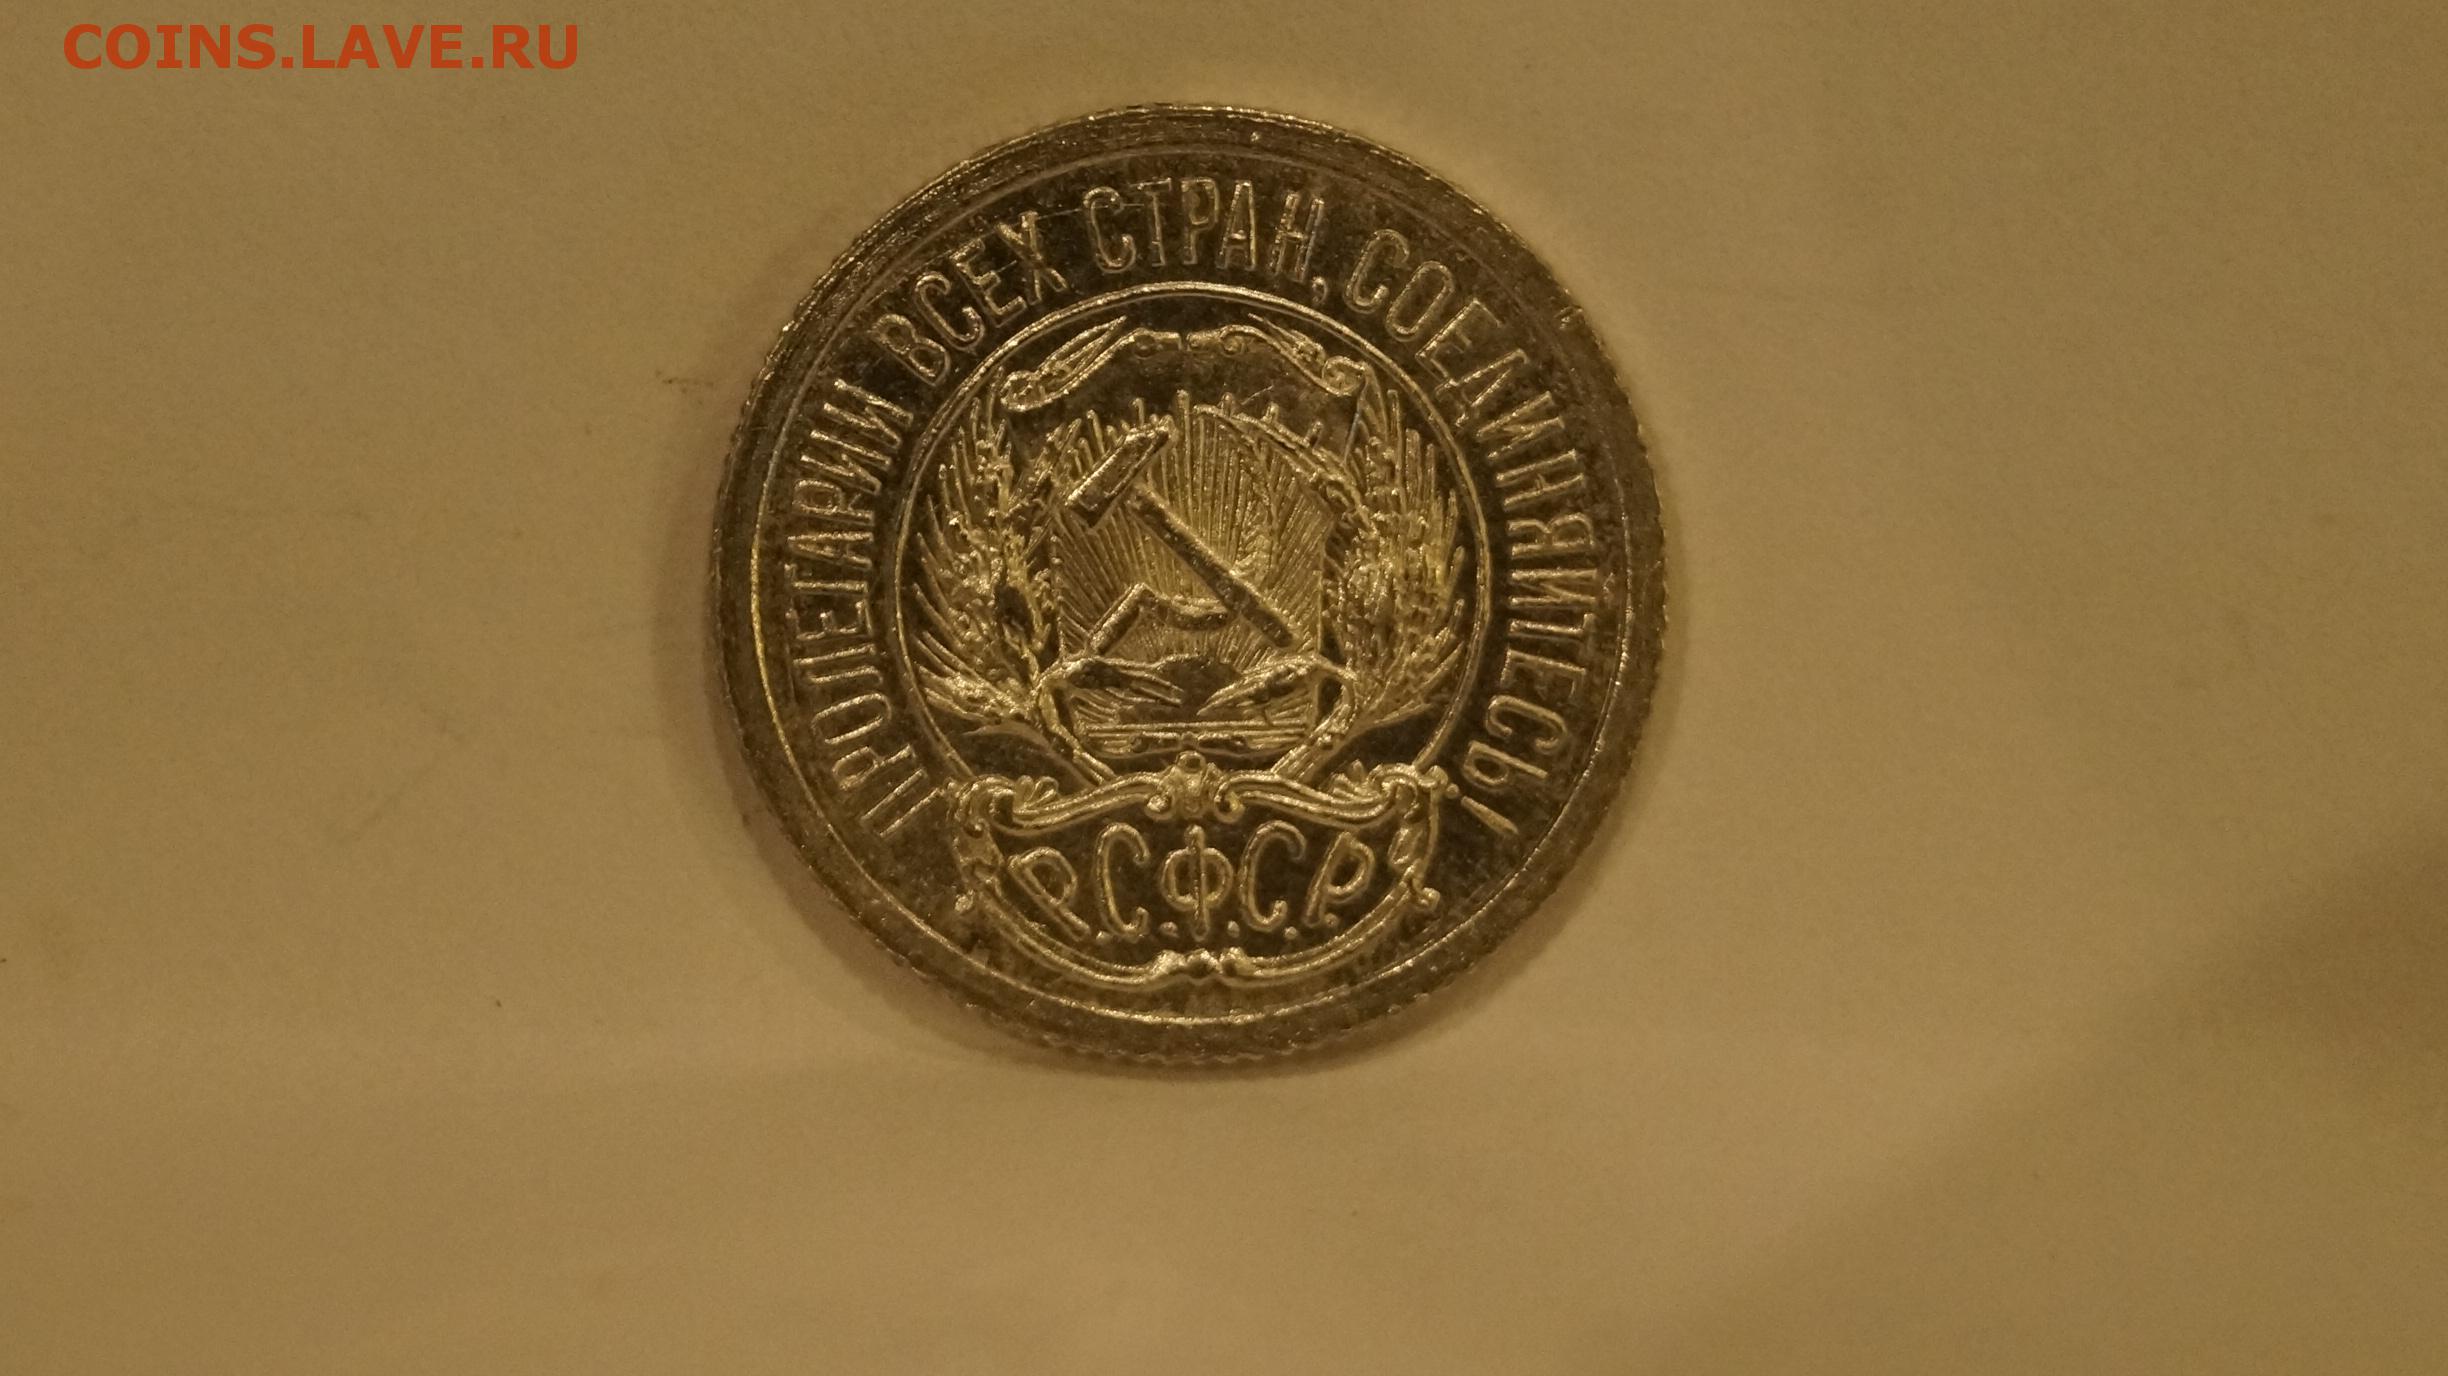 COINS.LAVE.RU
ПРОЛЕТАРИИ ВСЕХ СТРАН, СОЕДИНЯЙТЕСЬ!
Р.С.Ф.С.Р.